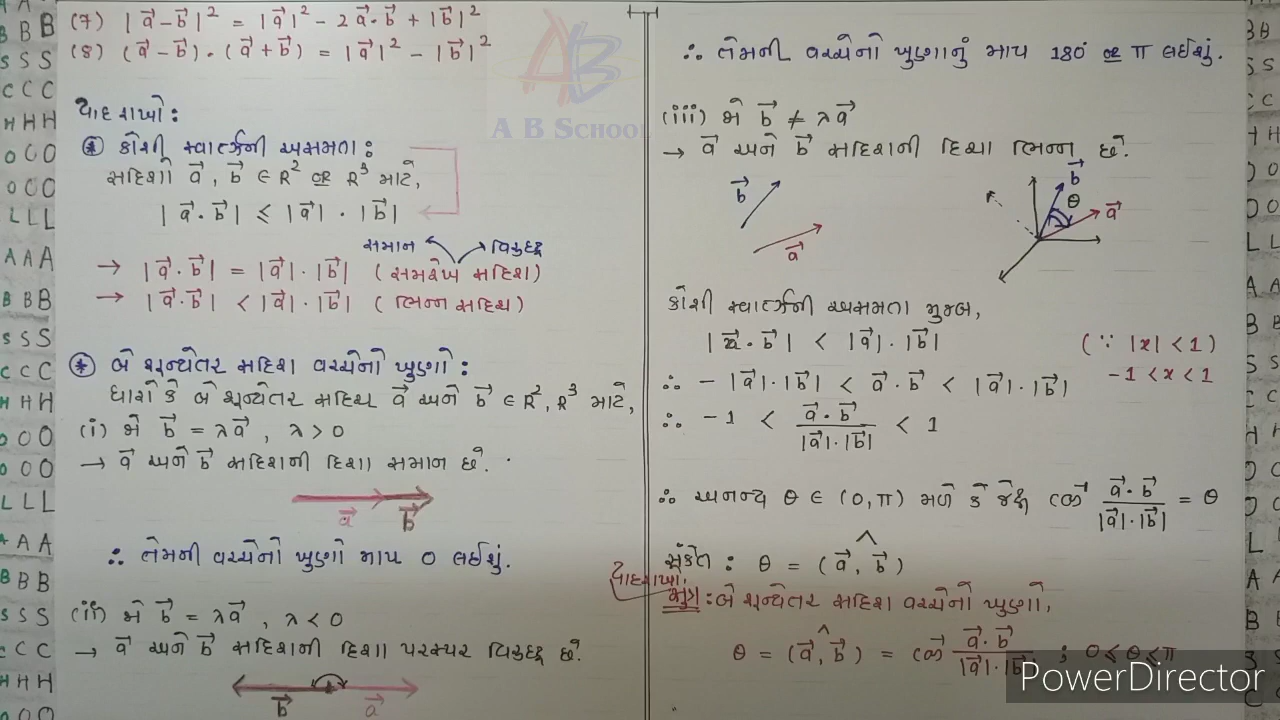 (7) |a⃗-b⃗|² = |a⃗|² - 2 a⃗·b⃗ + |b⃗|²
(8) (a⃗-b⃗)·(a⃗+b⃗) = |a⃗|² - |b⃗|²
યાદ રાખો:
* કોશી સ્વાર્ત્ઝની અસમતા:
સદિશો a⃗, b⃗ ∈ R² or R³ માટે,
|a⃗·b⃗| ≤ |a⃗|·|b⃗|
સમાન વિરુદ્ધ
→ |a⃗·b⃗| = |a⃗|·|b⃗| (સમરેખ સદિશ)
→ |a⃗·b⃗| < |a⃗|·|b⃗| (ભિન્ન સદિશ)
* બે શૂન્યેતર સદિશ વચ્ચેનો ખુણો:
ધારો કે બે શૂન્યેતર સદિશ a⃗ અને b⃗ ∈ R², R³ માટે,
(i) જો b⃗ = λa⃗, λ > 0
→ a⃗ અને b⃗ સદિશની દિશા સમાન છે.
a⃗ b⃗
∴ તેમની વચ્ચેનો ખુણો માપ 0 લઈશું.
(ii) જો b⃗ = λa⃗, λ < 0
→ a⃗ અને b⃗ સદિશની દિશા પરસ્પર વિરુદ્ધ છે.
b⃗ a⃗
A B School
∴ તેમની વચ્ચેનો ખુણાનું માપ 180° or π લઈશું.
(iii) જો b⃗ ≠ λa⃗
→ a⃗ અને b⃗ સદિશની દિશા ભિન્ન છે.
b⃗ a⃗
b⃗ θ a⃗
કોશી સ્વાર્ત્ઝની અસમતા મુજબ,
|a⃗·b⃗| < |a⃗|·|b⃗| (∵ |x| < 1)
∴ -|a⃗|·|b⃗| < a⃗·b⃗ < |a⃗|·|b⃗| -1 < x < 1
∴ -1 < a⃗·b⃗ / |a⃗|·|b⃗| < 1
∴ અનન્ય θ ∈ (0,π) મળે કે જેથી cos⁻¹ a⃗·b⃗ / |a⃗|·|b⃗| = θ
સંકેત: θ = (a⃗,^ b⃗)
યાદ રાખો,
સુત્ર: બે શૂન્યેતર સદિશ વચ્ચેનો ખુણો,
θ = (a⃗,^ b⃗) = cos⁻¹ a⃗·b⃗ / |a⃗|·|b⃗| ; 0 ≤ θ ≤ π
PowerDirector